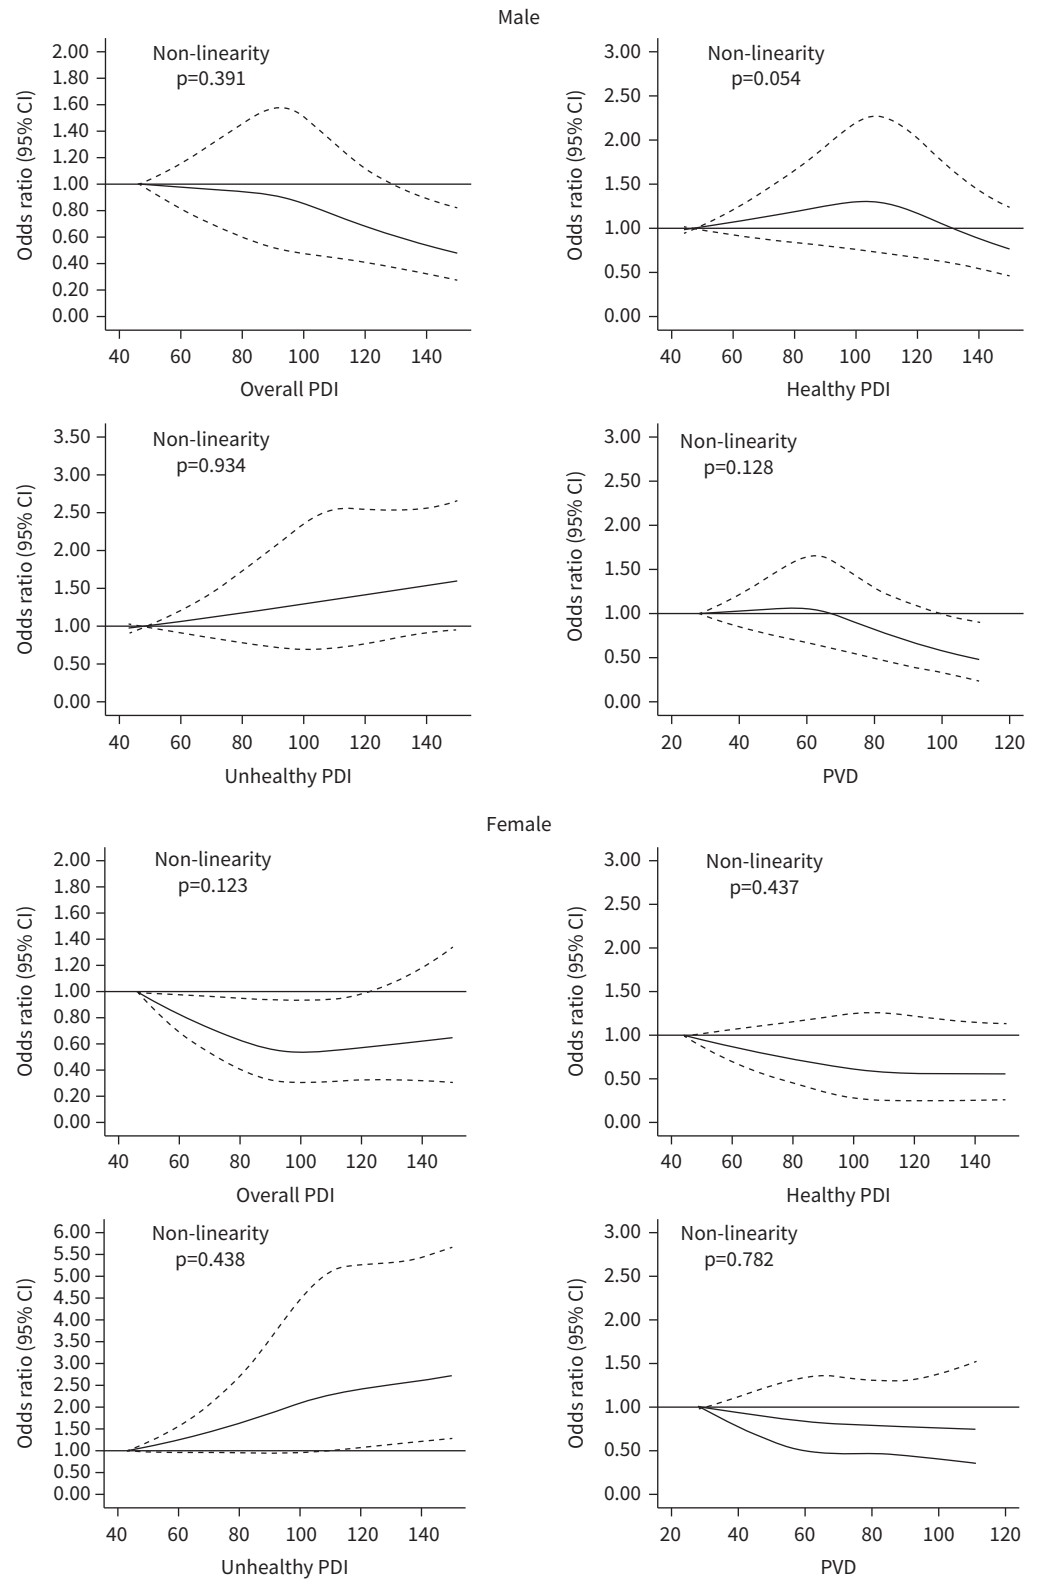 Male
Non-linearity
p=0.391
Odds ratio (95% CI)
2.00
1.80
1.60
1.40
1.20
1.00
0.80
0.60
0.40
0.20
0.00
40 60 80 100 120 140
Overall PDI
Non-linearity
p=0.054
Odds ratio (95% CI)
3.00
2.50
2.00
1.50
1.00
0.50
0.00
40 60 80 100 120 140
Healthy PDI
Non-linearity
p=0.934
Odds ratio (95% CI)
3.50
3.00
2.50
2.00
1.50
1.00
0.50
0.00
40 60 80 100 120 140
Unhealthy PDI
Non-linearity
p=0.128
Odds ratio (95% CI)
3.00
2.50
2.00
1.50
1.00
0.50
0.00
20 40 60 80 100 120
PVD
Female
Non-linearity
p=0.123
Odds ratio (95% CI)
2.00
1.80
1.60
1.40
1.20
1.00
0.80
0.60
0.40
0.20
0.00
40 60 80 100 120 140
Overall PDI
Non-linearity
p=0.437
Odds ratio (95% CI)
3.00
2.50
2.00
1.50
1.00
0.50
0.00
40 60 80 100 120 140
Healthy PDI
Non-linearity
p=0.438
Odds ratio (95% CI)
6.00
5.50
5.00
4.50
4.00
3.50
3.00
2.50
2.00
1.50
1.00
0.50
0.00
40 60 80 100 120 140
Unhealthy PDI
Non-linearity
p=0.782
Odds ratio (95% CI)
3.00
2.50
2.00
1.50
1.00
0.50
0.00
20 40 60 80 100 120
PVD